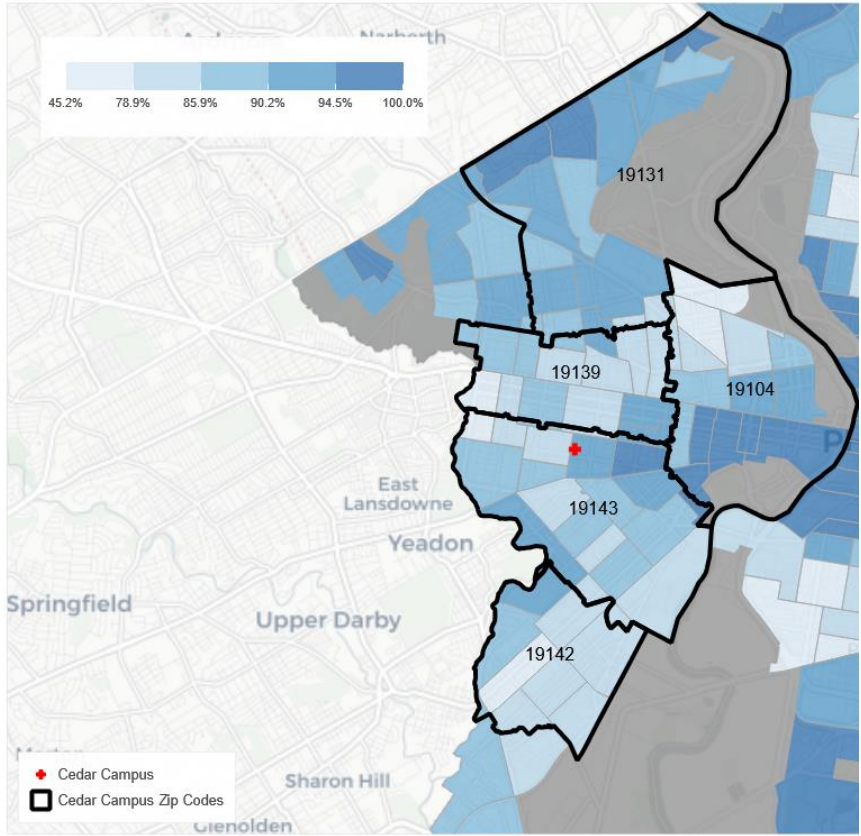 Narberth
45.2% 78.9% 85.9% 90.2% 94.5% 100.0%
19131
19139
19104
P
East
Lansdowne
19143
Yeadon
Springfield
Upper Darby
19142
Cedar Campus
Sharon Hill
Cedar Campus Zip Codes
Glenolden